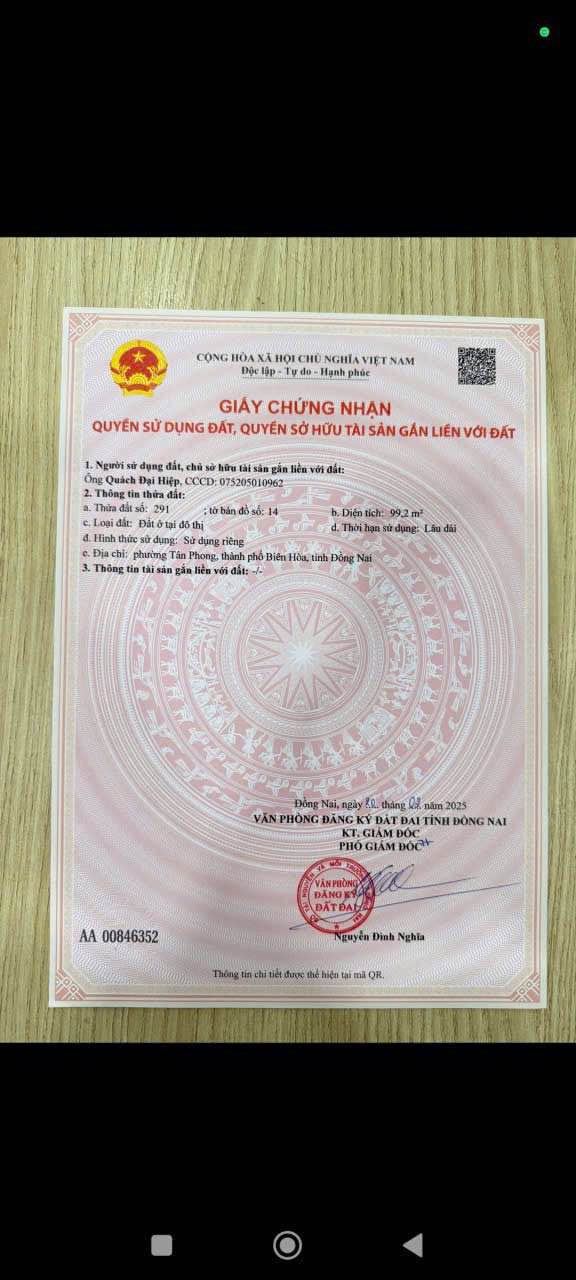 CỘNG HÒA XÃ HỘI CHỦ NGHĨA VIỆT NAM
Độc lập - Tự do - Hạnh phúc
GIẤY CHỨNG NHẬN
QUYỀN SỬ DỤNG ĐẤT, QUYỀN SỞ HỮU TÀI SẢN GẮN LIỀN VỚI ĐẤT
1. Người sử dụng đất, chủ sở hữu tài sản gắn liền với đất:
Ông Quách Đại Hiệp, CCCD: 075205010962
2. Thông tin thửa đất:
a. Thửa đất số: 291 ; tờ bản đồ số: 14 b. Diện tích: 99,2 m²
c. Loại đất: Đất ở tại đô thị d. Thời hạn sử dụng: Lâu dài
đ. Hình thức sử dụng: Sử dụng riêng
e. Địa chỉ: phường Tân Phong, thành phố Biên Hòa, tỉnh Đồng Nai
3. Thông tin tài sản gắn liền với đất: -/-
Đồng Nai, ngày tháng năm 2025
VĂN PHÒNG ĐĂNG KÝ ĐẤT ĐAI TỈNH ĐỒNG NAI
KT. GIÁM ĐỐC
PHÓ GIÁM ĐỐC
VĂN PHÒNG
ĐĂNG KÝ
ĐẤT ĐAI
Nguyễn Đình Nghĩa
AA 00846352
Thông tin chi tiết được thể hiện tại mã QR.